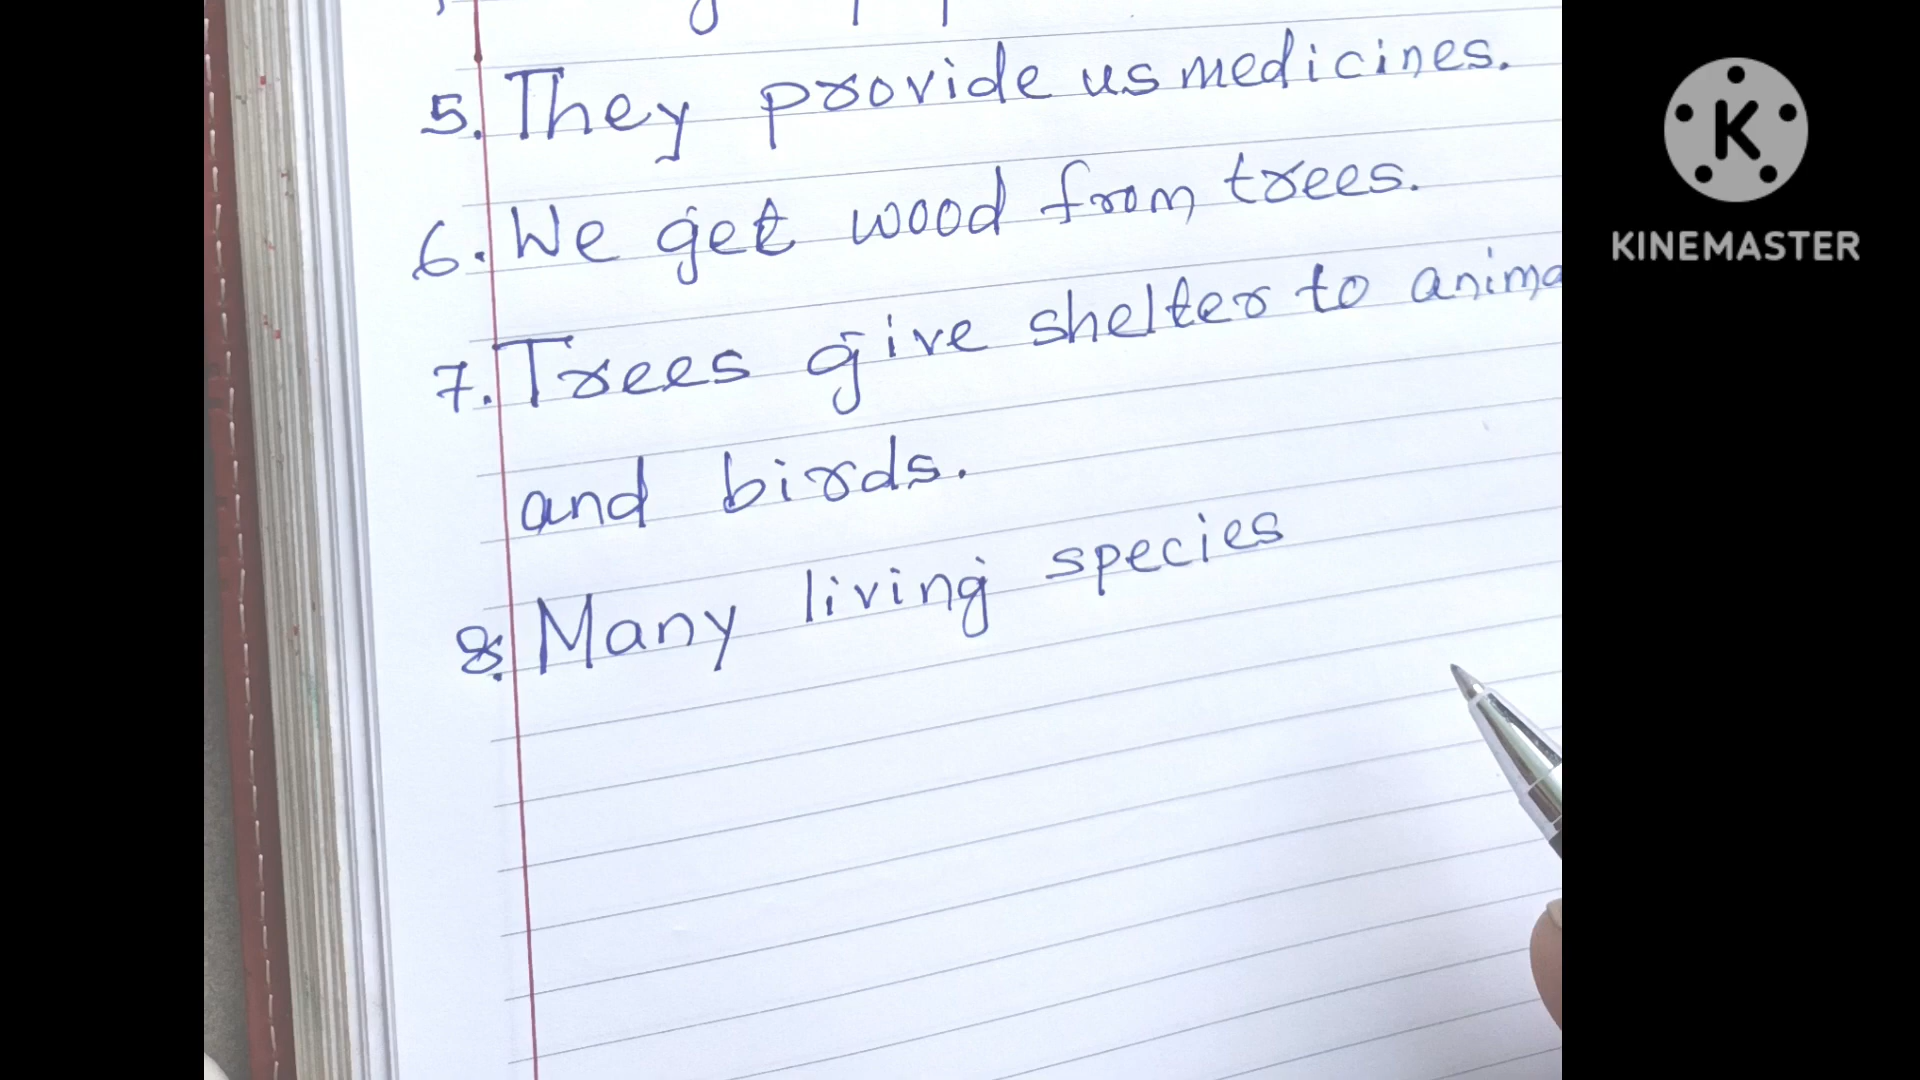 5. They provide us medicines.
6. We get wood from trees.
7. Trees give shelter to anima
and birds.
8. Many living species
K
KINEMASTER